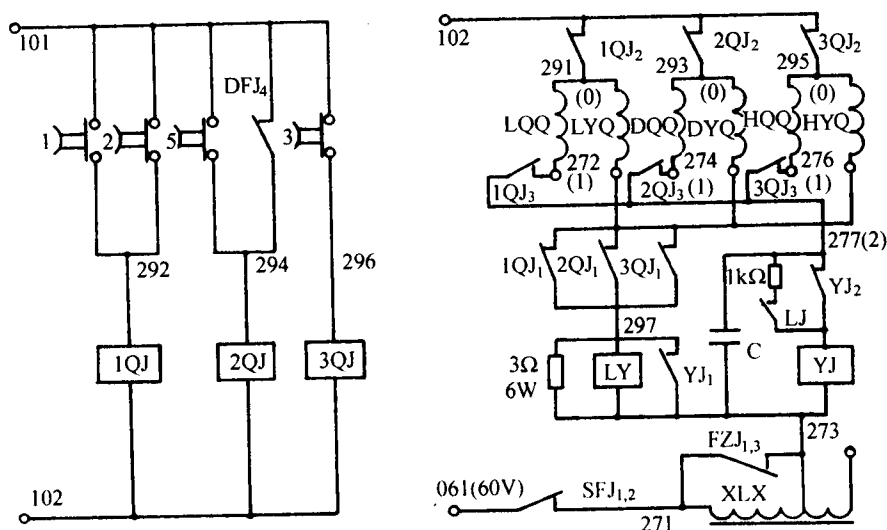 101
DFJ4
1
2
5
3
292
294
296
1QJ
2QJ
3QJ
102
102
1QJ2
2QJ2
3QJ2
291
293
295
(0)
(0)
(0)
LQQ
LYQ
DQQ
DYQ
HQQ
HYQ
272
274
276
1QJ3
(1)
2QJ3
(1)
3QJ3
(1)
277(2)
1QJ1
2QJ1
3QJ1
1kΩ
YJ2
LJ
297
C
3Ω
6W
LY
YJ1
YJ
FZJ1,3
273
061(60V)
SFJ1,2
XLX
271